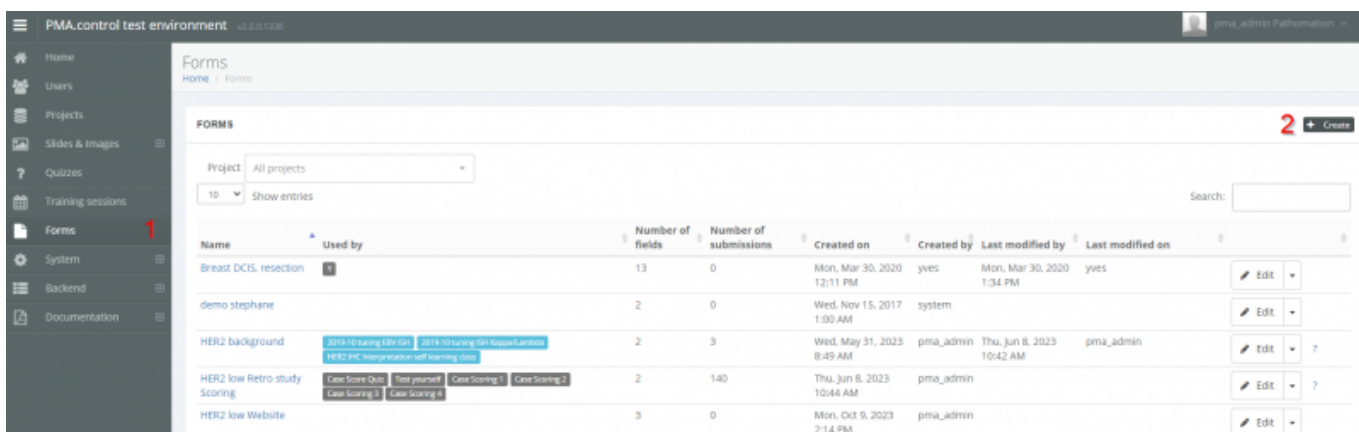 PMA.control test environment v2.0.0.1336
pma_admin Pathomation
Home
Users
Projects
Slides & Images
Quizzes
Training sessions
Forms 1
System
Backend
Documentation
Forms
Home / Forms
FORMS
2 + Create
Project All projects
10 Show entries
Search:
Name Used by Number of fields Number of submissions Created on Created by Last modified by Last modified on
Breast DCIS, resection 13 0 Mon, Mar 30, 2020 12:11 PM yves Mon, Mar 30, 2020 1:34 PM yves Edit
demo stephane 2 0 Wed, Nov 15, 2017 1:00 AM system Edit
HER2 background 2019-10 tuning EBV ISH 2019-10 tuning ISH Kappa/Lambda HER2 IHC Interpretation self learning class 2 3 Wed, May 31, 2023 8:49 AM pma_admin Thu, Jun 8, 2023 10:42 AM pma_admin Edit ?
HER2 low Retro study Scoring Case Score Quiz Test yourself Case Scoring 1 Case Scoring 2 Case Scoring 3 Case Scoring 4 2 140 Thu, Jun 8, 2023 10:44 AM pma_admin Edit ?
HER2 low Website 3 0 Mon, Oct 9, 2023 2:14 PM pma_admin Edit